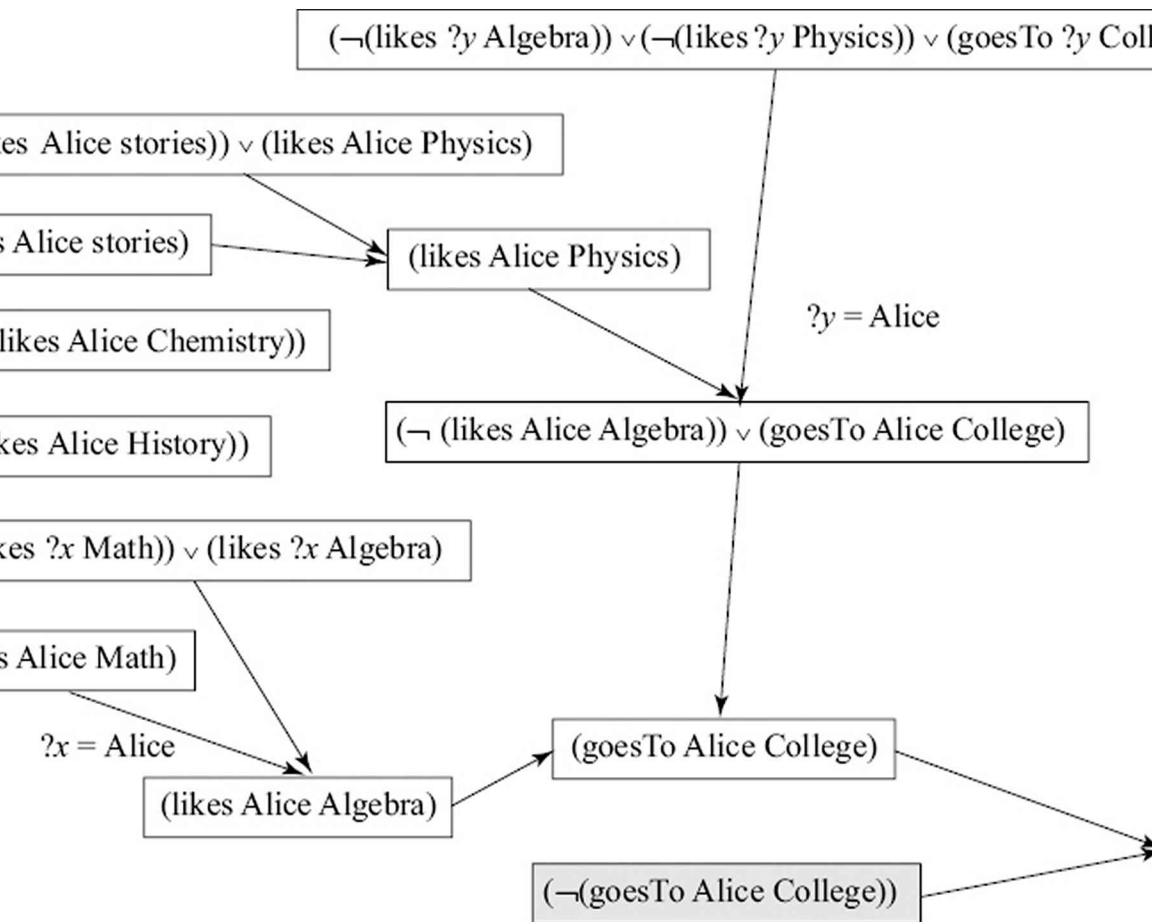 (¬(likes ?y Algebra)) ∨ (¬(likes ?y Physics)) ∨ (goesTo ?y
Alice stories)) ∨ (likes Alice Physics)
Alice stories)
(likes Alice Physics)
likes Alice Chemistry))
?y = Alice
(¬ (likes Alice Algebra)) ∨ (goesTo Alice College)
Alice History))
?x Math)) ∨ (likes ?x Algebra)
Alice Math)
?x = Alice
(goesTo Alice College)
(likes Alice Algebra)
(¬(goesTo Alice College))